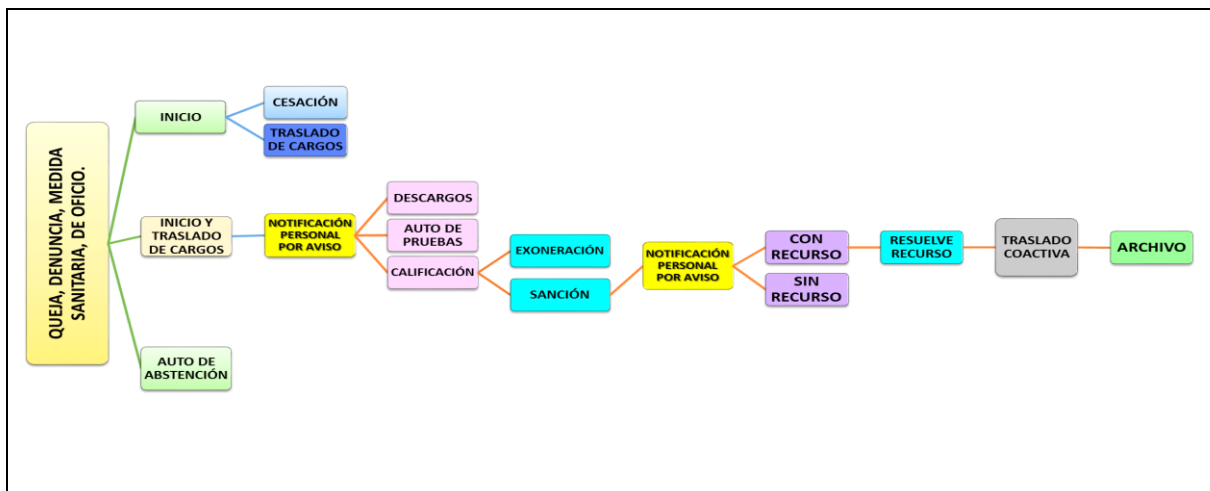 QUEJA, DENUNCIA, MEDIDA
SANITARIA, DE OFICIO.
INICIO
CESACIÓN
TRASLADO
DE CARGOS
INICIO Y
TRASLADO
DE CARGOS
NOTIFICACIÓN
PERSONAL
POR AVISO
DESCARGOS
AUTO DE
PRUEBAS
CALIFICACIÓN
EXONERACIÓN
SANCIÓN
NOTIFICACIÓN
PERSONAL
POR AVISO
CON
RECURSO
SIN
RECURSO
RESUELVE
RECURSO
TRASLADO
COACTIVA
ARCHIVO
AUTO DE
ABSTENCIÓN